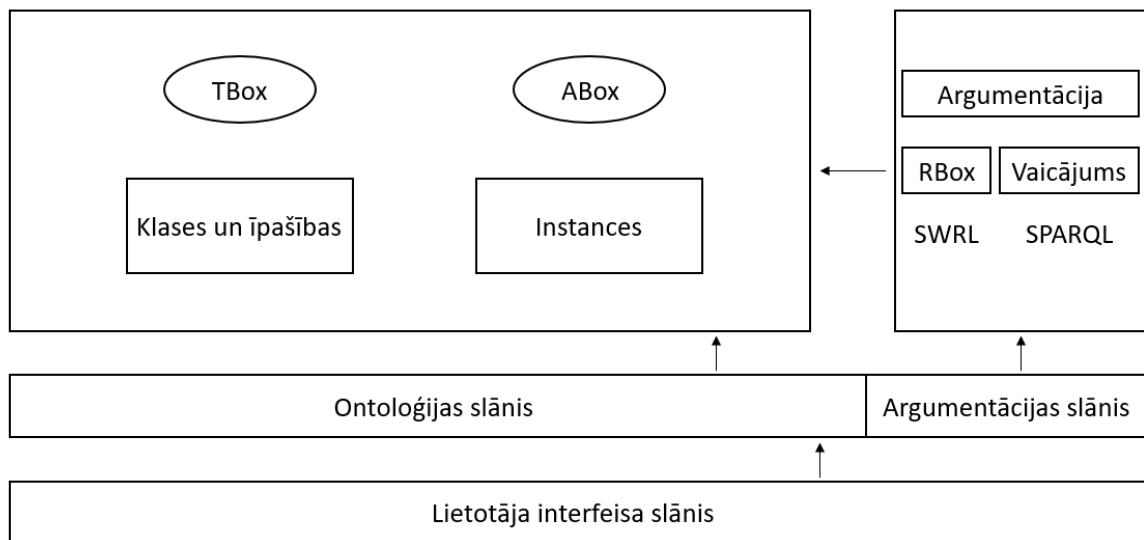 TBox
ABox
Klases un īpašības
Instances
Argumentācija
RBox
Vaicājums
SWRL
SPARQL
Ontoloģijas slānis
Argumentācijas slānis
Lietotāja interfeisa slānis